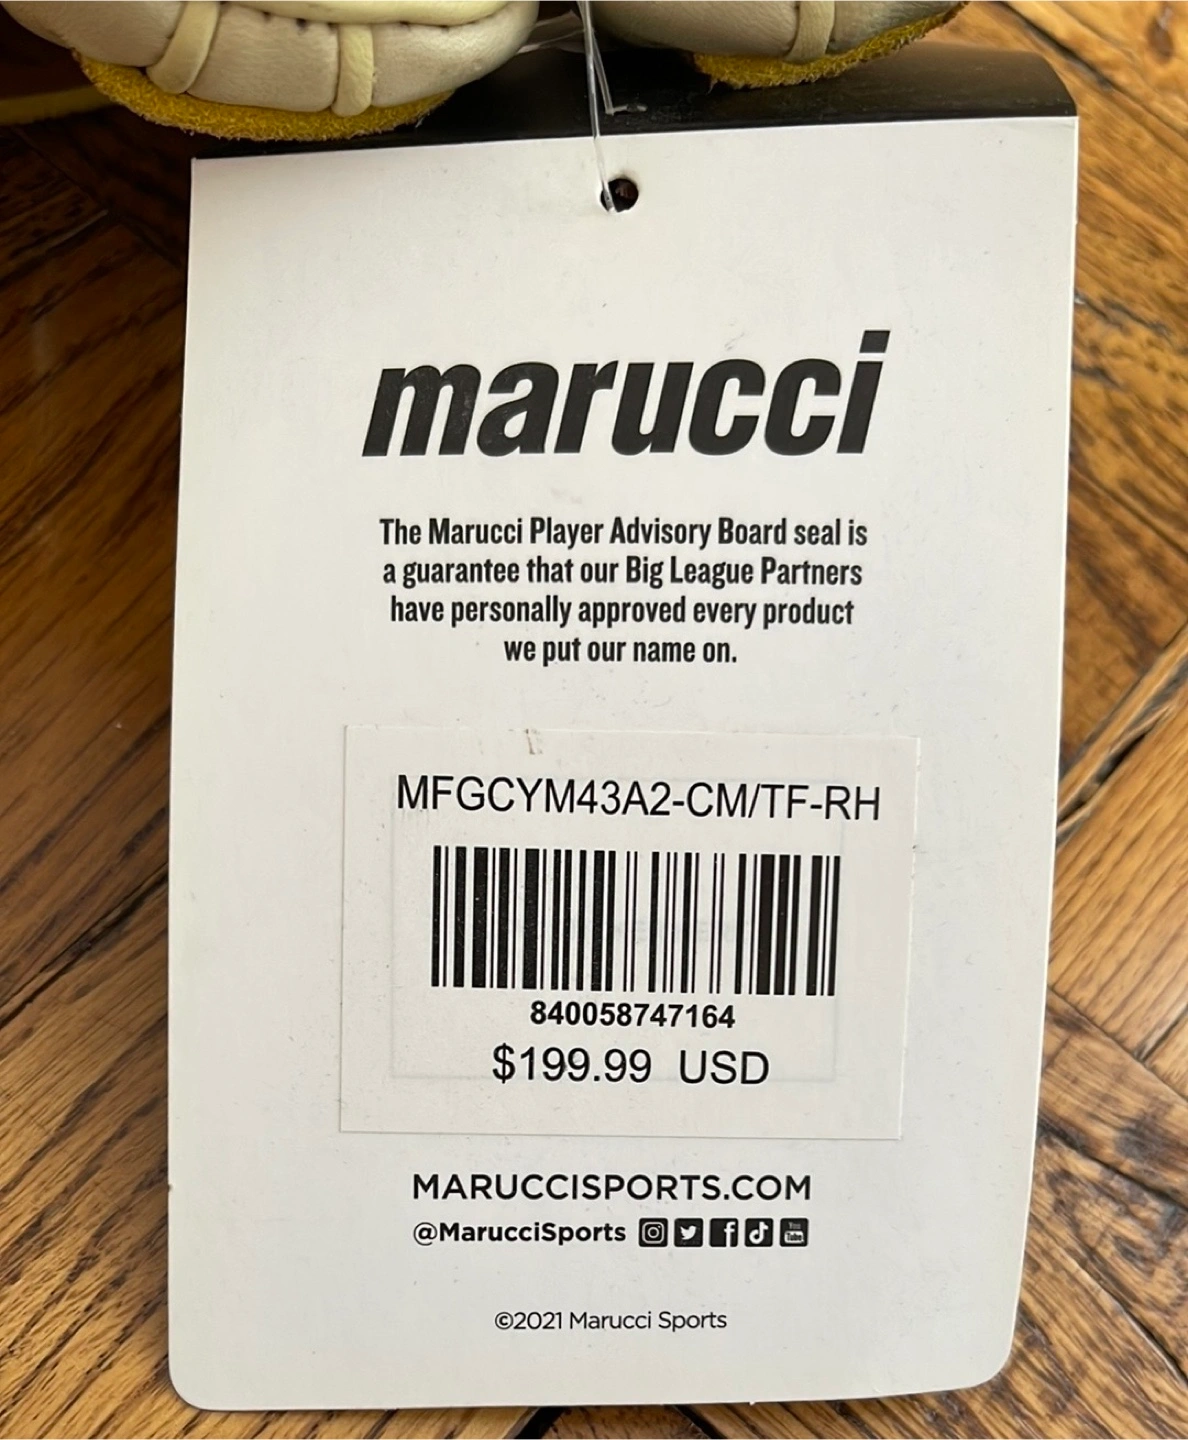 marucci
The Marucci Player Advisory Board seal is
a guarantee that our Big League Partners
have personally approved every product
we put our name on.
MFGCYM43A2-CM/TF-RH
840058747164
$199.99 USD
MARUCCISPORTS.COM
@MarucciSports
You Tube
©2021 Marucci Sports